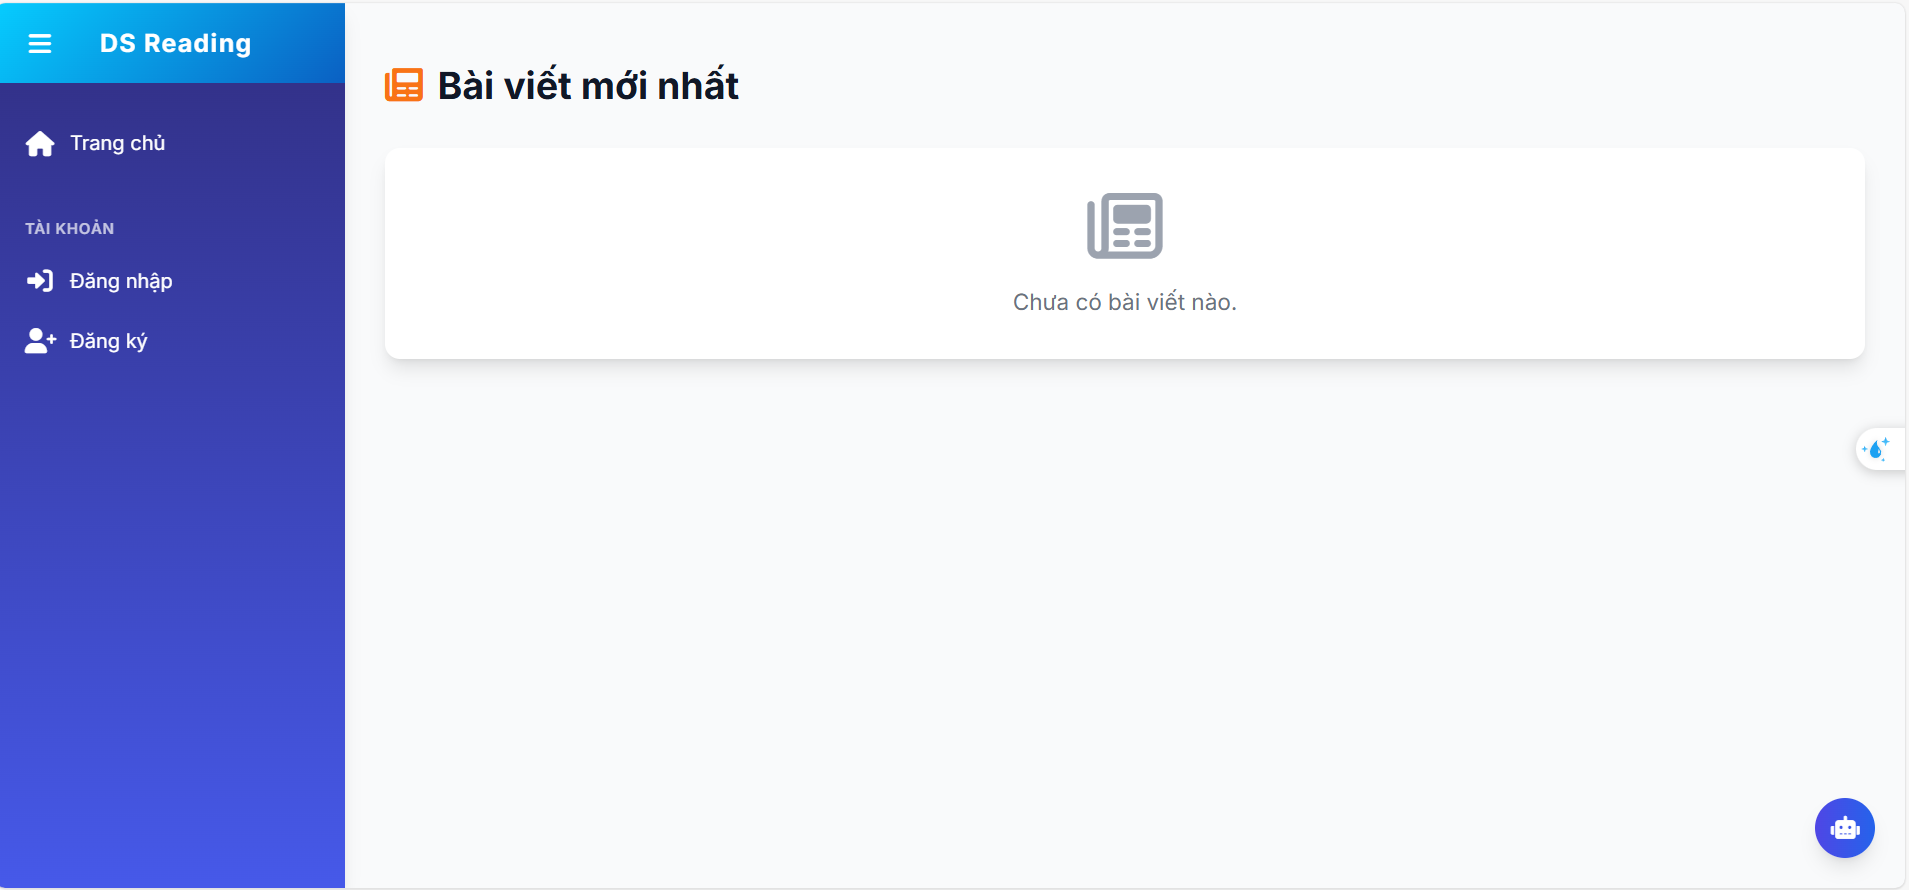 DS Reading
Trang chủ
TÀI KHOẢN
Đăng nhập
Đăng ký
Bài viết mới nhất
Chưa có bài viết nào.